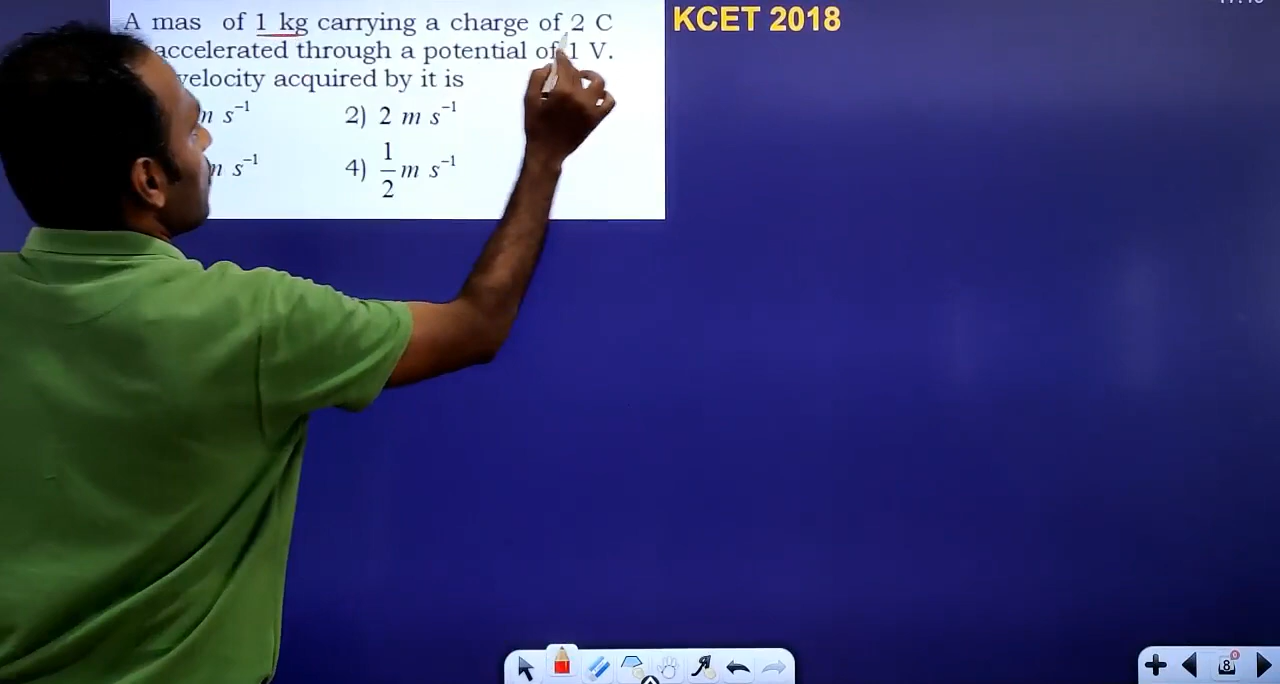 A mas of 1 kg carrying a charge of 2 C KCET 2018
accelerated through a potential of 1 V.
velocity acquired by it is
s⁻¹ 2) 2 m s⁻¹
s⁻¹ 4) 1/2 m s⁻¹
8